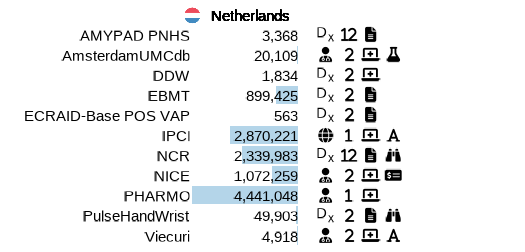 Netherlands
AMYPAD PNHS 3,368 Dx 12
AmsterdamUMCdb 20,109 2
DDW 1,834 Dx 2
EBMT 899,425 Dx 2
ECRAID-Base POS VAP 563 Dx 2
IPCI 2,870,221 1 A
NCR 2,339,983 Dx 12
NICE 1,072,259 2
PHARMO 4,441,048 1
PulseHandWrist 49,903 Dx 2
Viecuri 4,918 2 A